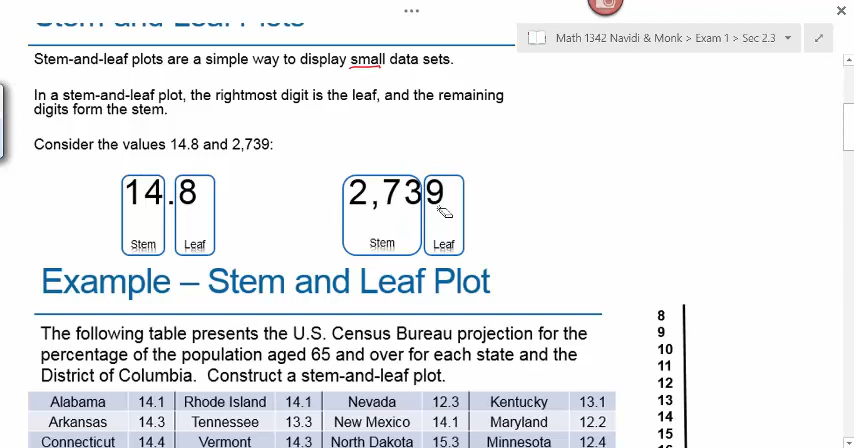 Stem and Leaf Plots
Math 1342 Navidi & Monk > Exam 1 > Sec 2.3
Stem-and-leaf plots are a simple way to display small data sets.
In a stem-and-leaf plot, the rightmost digit is the leaf, and the remaining
digits form the stem.
Consider the values 14.8 and 2,739:
14.8 2,739
Stem Leaf Stem Leaf
Example – Stem and Leaf Plot
The following table presents the U.S. Census Bureau projection for the
percentage of the population aged 65 and over for each state and the
District of Columbia. Construct a stem-and-leaf plot.
Alabama 14.1 Rhode Island 14.1 Nevada 12.3 Kentucky 13.1
Arkansas 14.3 Tennessee 13.3 New Mexico 14.1 Maryland 12.2
Connecticut 14.4 Vermont 14.3 North Dakota 15.3 Minnesota 12.4
8
9
10
11
12
13
14
15
16